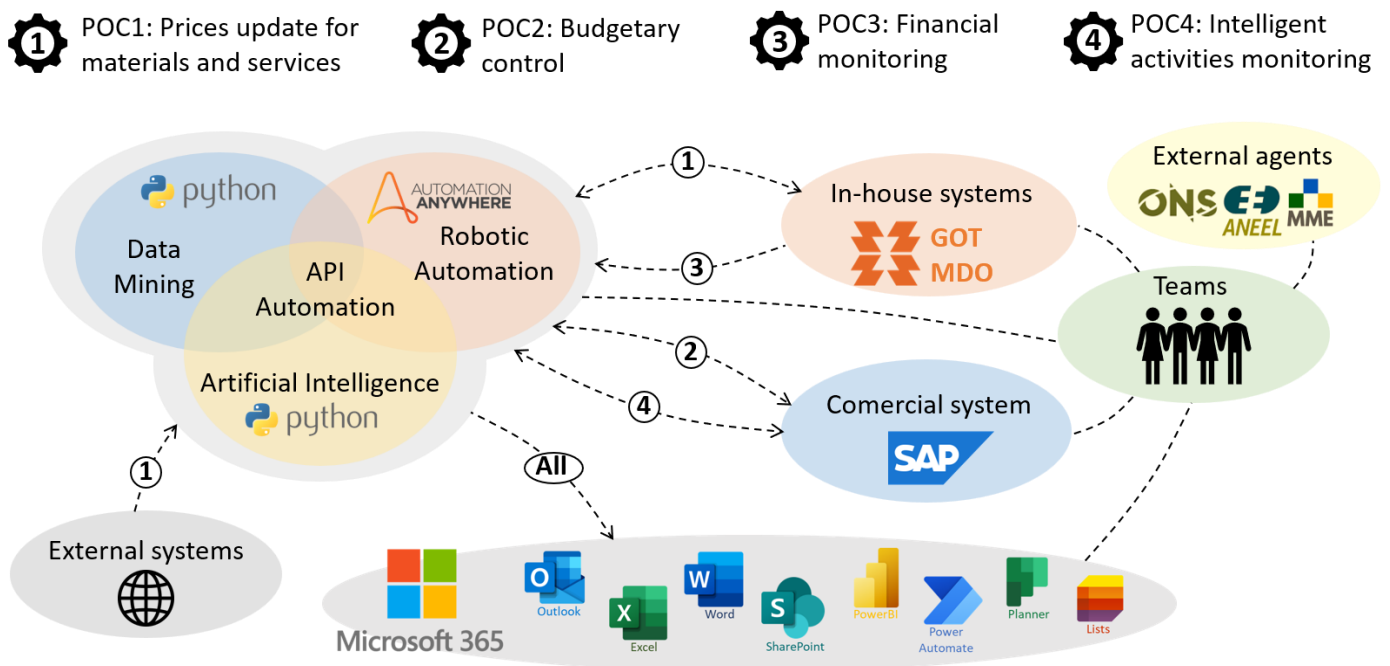 1
POC1: Prices update for
materials and services
2
POC2: Budgetary
control
3
POC3: Financial
monitoring
4
POC4: Intelligent
activities monitoring
python
Data
Mining
AUTOMATION
ANYWHERE
Robotic
Automation
API
Automation
Artificial Intelligence
python
1
3
2
4
All
1
In-house systems
GOT
MDO
External agents
ONS
ANEEL
MME
Teams
Comercial system
SAP
External systems
Microsoft 365
O
Outlook
X
Excel
W
Word
S
SharePoint
PowerBI
Power
Automate
Planner
Lists